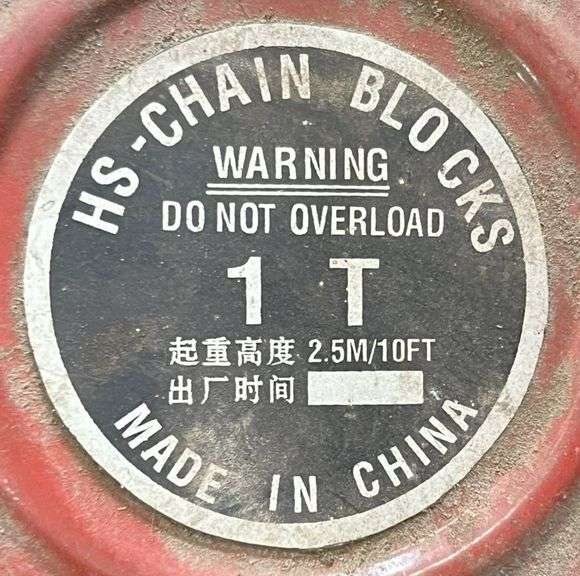 HS-CHAIN BLOCKS
WARNING
DO NOT OVERLOAD
1 T
起重高度 2.5M/10FT
出厂时间
MADE IN CHINA